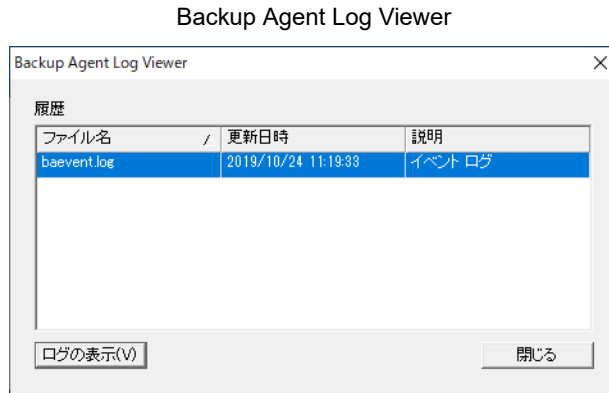 Backup Agent Log Viewer
Backup Agent Log Viewer
履歴
ファイル名 更新日時 説明
baevent.log 2019/10/24 11:19:33 イベント ログ
ログの表示(V) 閉じる